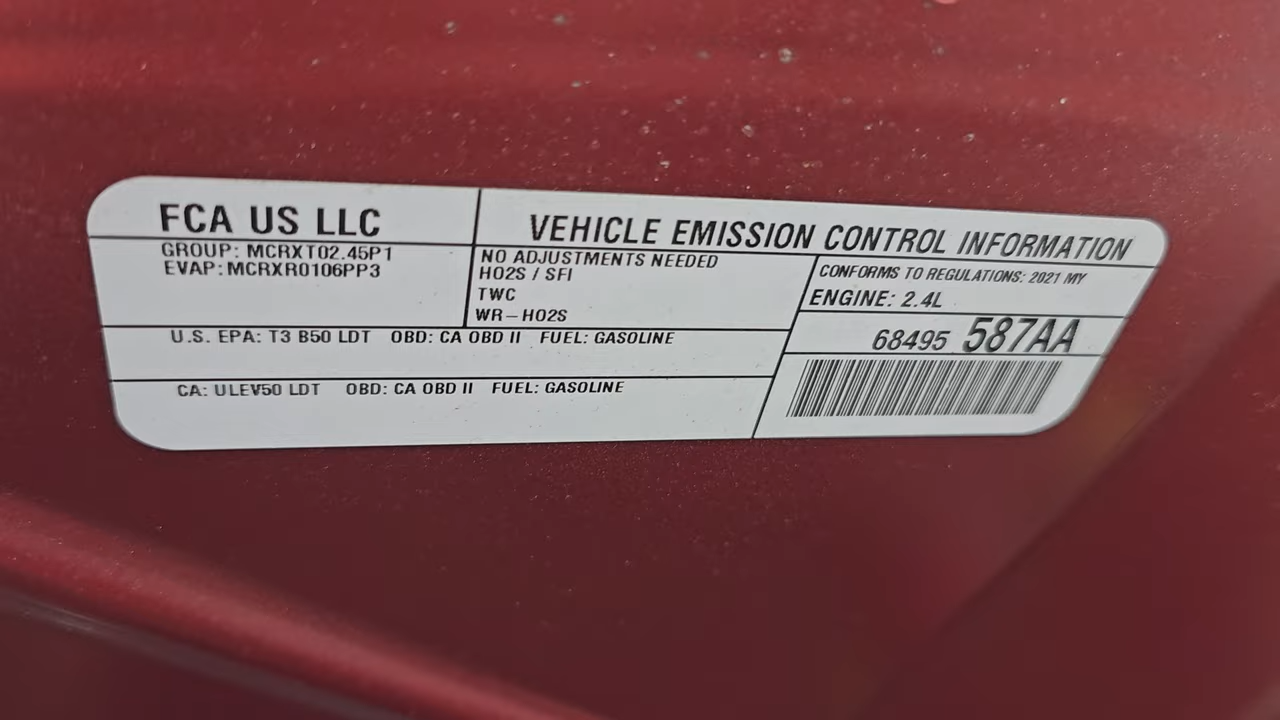 FCA US LLC
GROUP: MCRXT02.45P1
EVAP: MCRXR0106PP3
VEHICLE EMISSION CONTROL INFORMATION
NO ADJUSTMENTS NEEDED
HO2S / SFI
TWC
WR-HO2S
CONFORMS TO REGULATIONS: 2021 MY
ENGINE: 2.4L
68495 587AA
U.S. EPA: T3 B50 LDT OBD: CA OBD II FUEL: GASOLINE
CA: ULEV50 LDT OBD: CA OBD II FUEL: GASOLINE